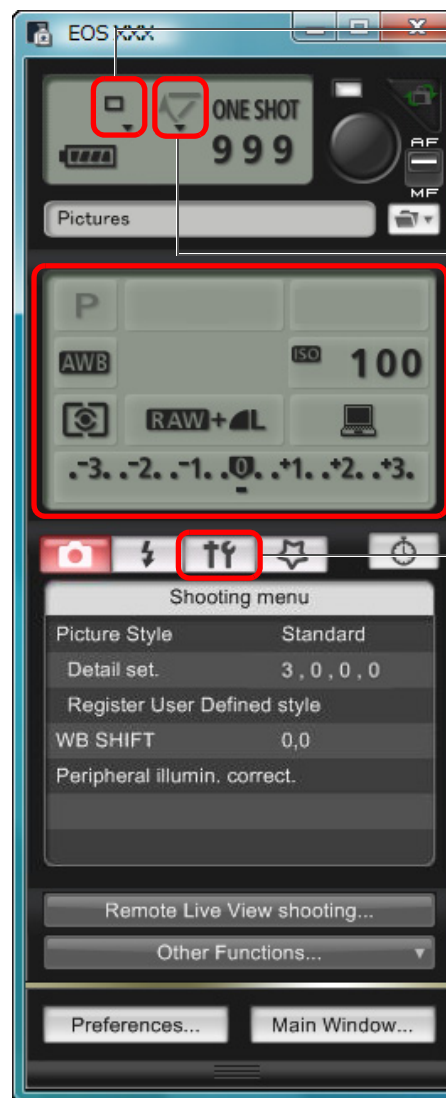 EOS XXX
ONE SHOT
999
AF
MF
Pictures
P
AWB
ISO 100
RAW+L
.-3. .-2. .-1. .0. .+1. .+2. .+3.
Shooting menu
Picture Style Standard
Detail set. 3 , 0 , 0 , 0
Register User Defined style
WB SHIFT 0,0
Peripheral illumin. correct.
Remote Live View shooting...
Other Functions...
Preferences... Main Window...